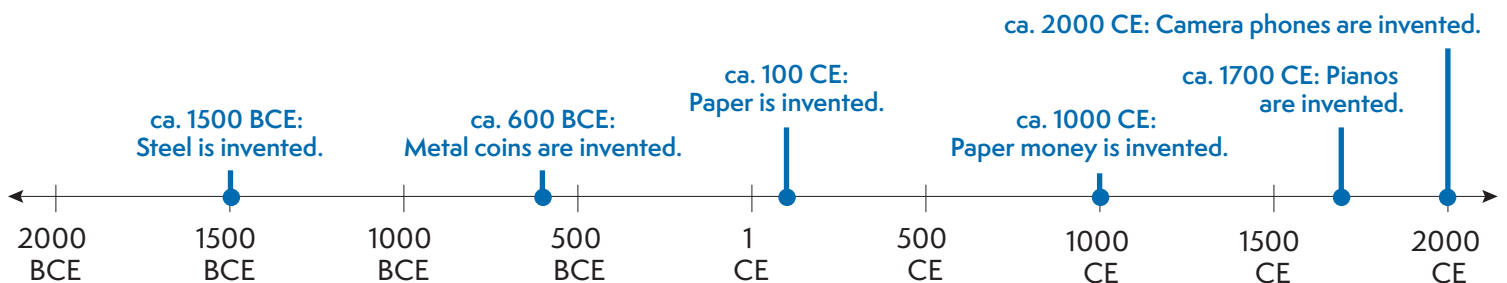 ca. 2000 CE: Camera phones are invented.
ca. 100 CE:
Paper is invented.
ca. 1700 CE: Pianos
are invented.
ca. 1500 BCE:
Steel is invented.
ca. 600 BCE:
Metal coins are invented.
ca. 1000 CE:
Paper money is invented.
2000
BCE
1500
BCE
1000
BCE
500
BCE
1
CE
500
CE
1000
CE
1500
CE
2000
CE